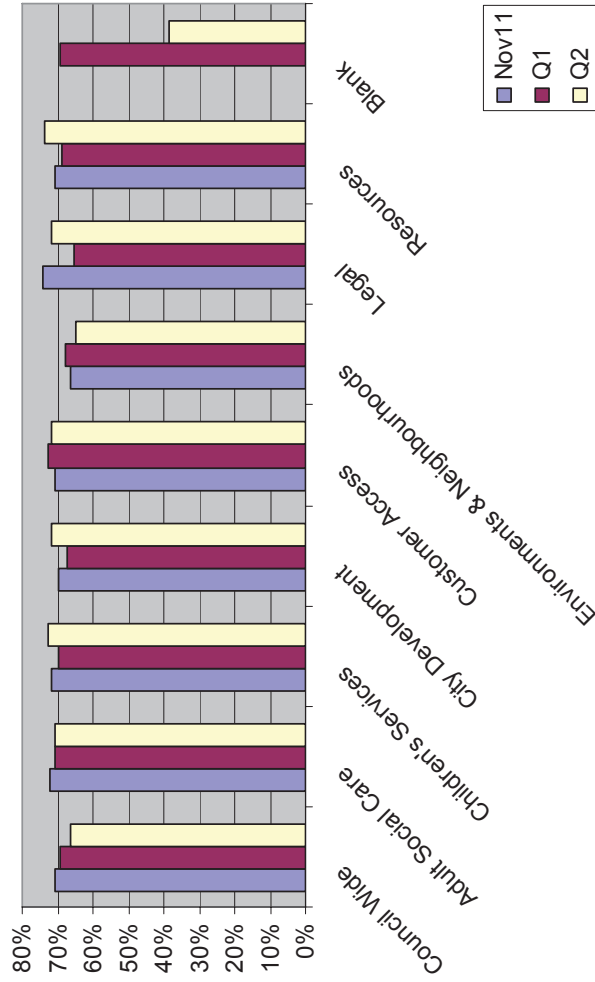 80%
70%
60%
50%
40%
30%
20%
10%
0%
Council Wide
Adult Social Care
Children's Services
City Development
Customer Access
Environments & Neighbourhoods
Legal
Resources
Blank
Nov11
Q1
Q2